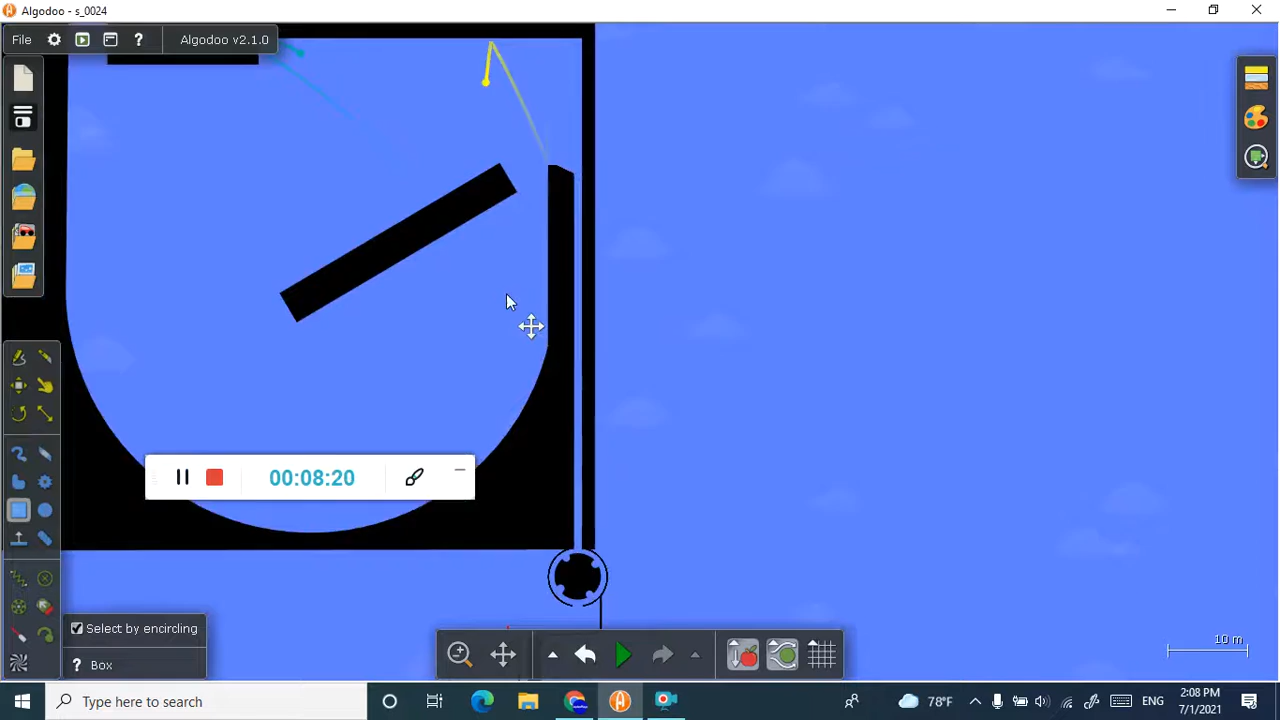 Algodoo - s_0024
File
?
Algodoo v2.1.0
00:08:20
Select by encircling
? Box
10 m
Type here to search
78°F
ENG
2:08 PM
7/1/2021